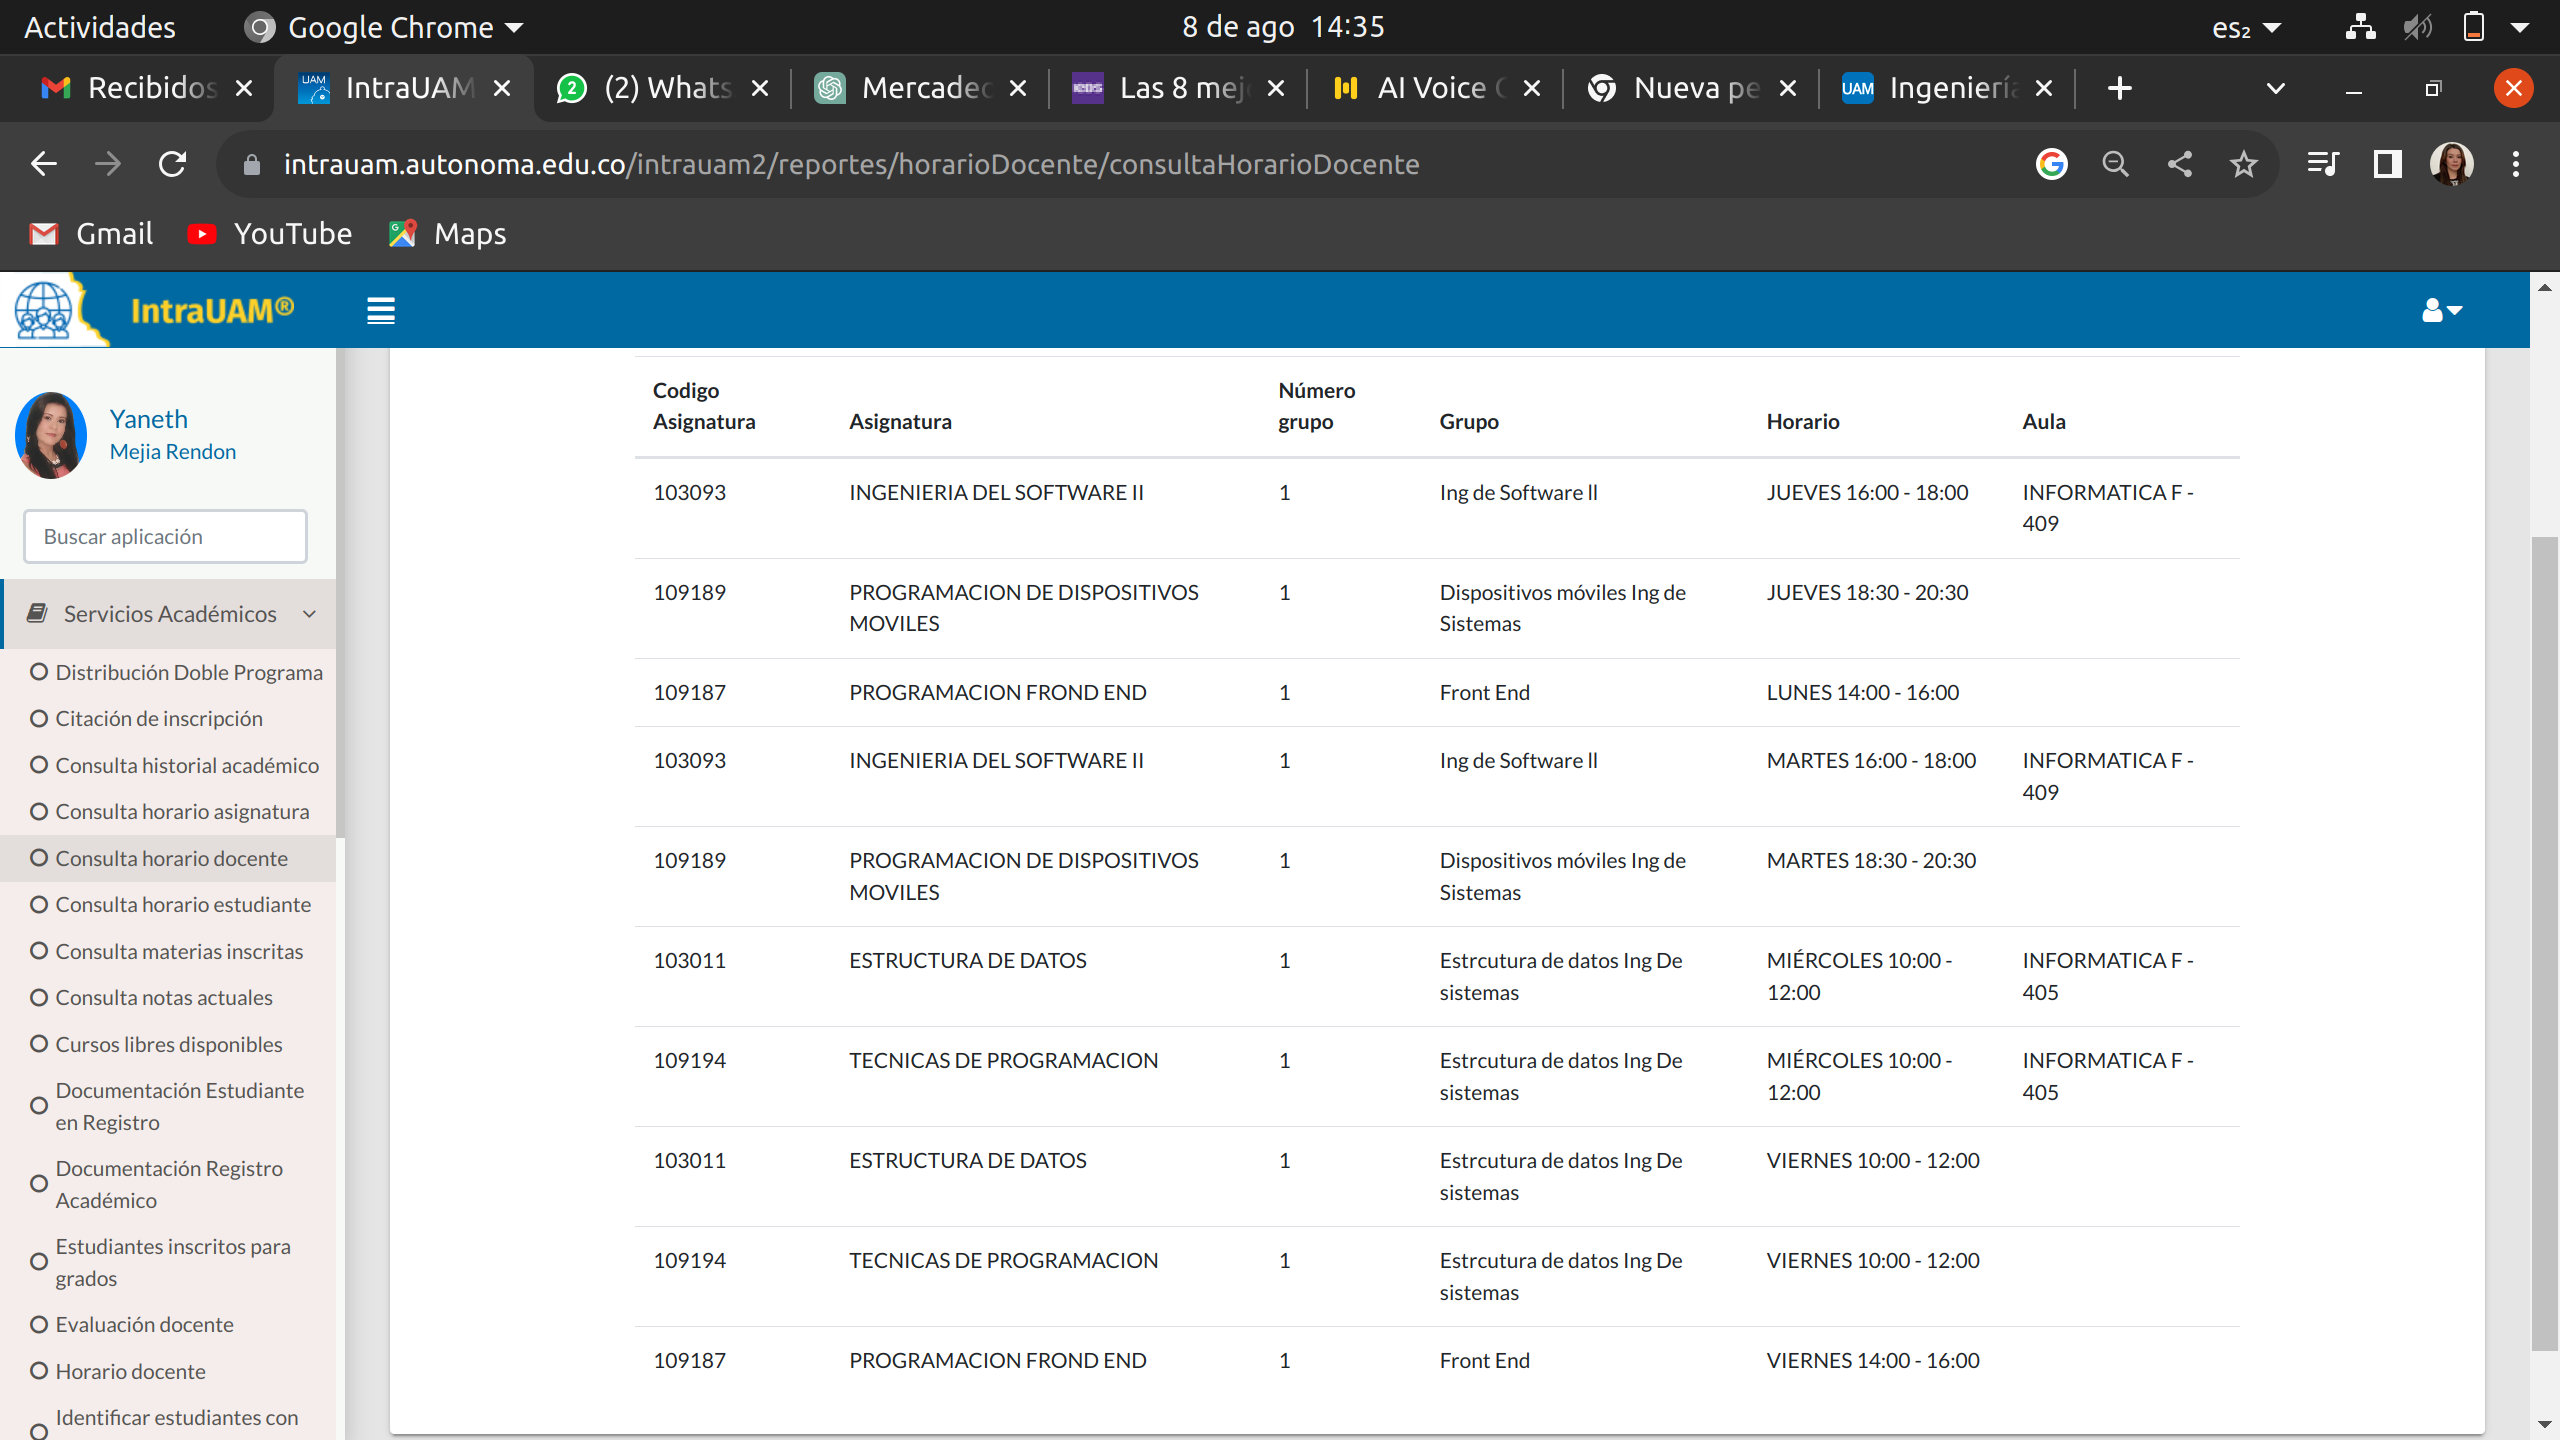 Actividades
Google Chrome
8 de ago 14:35
es₂
Recibidos
IntraUAM
(2) Whats
Mercadec
Las 8 mej
AI Voice C
Nueva pe
UAM Ingeniería
intrauam.autonoma.edu.co/intrauam2/reportes/horarioDocente/consultaHorarioDocente
Gmail
YouTube
Maps
IntraUAM®
Yaneth
Mejia Rendon
Buscar aplicación
Servicios Académicos
Distribución Doble Programa
Citación de inscripción
Consulta historial académico
Consulta horario asignatura
Consulta horario docente
Consulta horario estudiante
Consulta materias inscritas
Consulta notas actuales
Cursos libres disponibles
Documentación Estudiante
en Registro
Documentación Registro
Académico
Estudiantes inscritos para
grados
Evaluación docente
Horario docente
Identificar estudiantes con
Codigo Número
Asignatura Asignatura grupo Grupo Horario Aula
103093 INGENIERIA DEL SOFTWARE II 1 Ing de Software ll JUEVES 16:00 - 18:00 INFORMATICA F -
409
109189 PROGRAMACION DE DISPOSITIVOS 1 Dispositivos móviles Ing de JUEVES 18:30 - 20:30
MOVILES Sistemas
109187 PROGRAMACION FROND END 1 Front End LUNES 14:00 - 16:00
103093 INGENIERIA DEL SOFTWARE II 1 Ing de Software ll MARTES 16:00 - 18:00 INFORMATICA F -
409
109189 PROGRAMACION DE DISPOSITIVOS 1 Dispositivos móviles Ing de MARTES 18:30 - 20:30
MOVILES Sistemas
103011 ESTRUCTURA DE DATOS 1 Estrcutura de datos Ing De MIÉRCOLES 10:00 - INFORMATICA F -
sistemas 12:00 405
109194 TECNICAS DE PROGRAMACION 1 Estrcutura de datos Ing De MIÉRCOLES 10:00 - INFORMATICA F -
sistemas 12:00 405
103011 ESTRUCTURA DE DATOS 1 Estrcutura de datos Ing De VIERNES 10:00 - 12:00
sistemas
109194 TECNICAS DE PROGRAMACION 1 Estrcutura de datos Ing De VIERNES 10:00 - 12:00
sistemas
109187 PROGRAMACION FROND END 1 Front End VIERNES 14:00 - 16:00